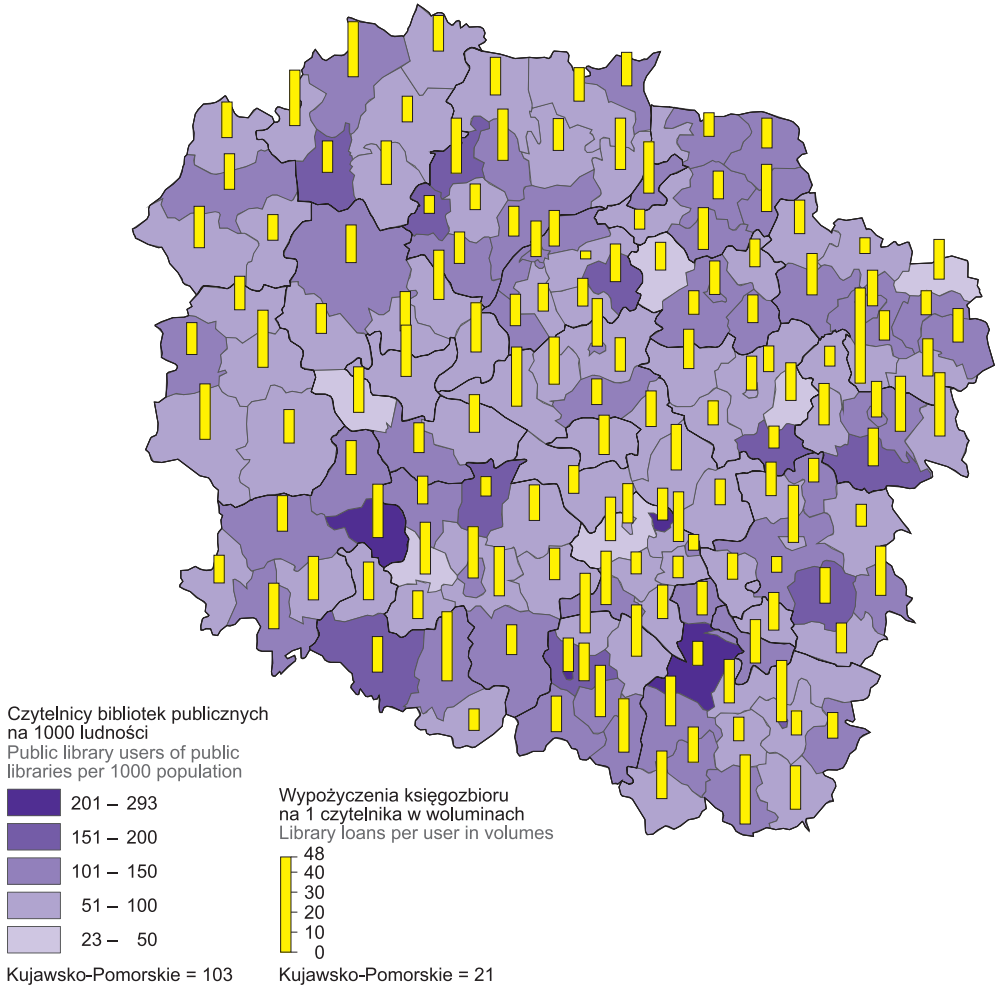 Czytelnicy bibliotek publicznych
na 1000 ludności
Public library users of public
libraries per 1000 population
201 – 293
151 – 200
101 – 150
51 – 100
23 – 50
Kujawsko-Pomorskie = 103
Wypożyczenia księgozbioru
na 1 czytelnika w woluminach
Library loans per user in volumes
48
40
30
20
10
0
Kujawsko-Pomorskie = 21